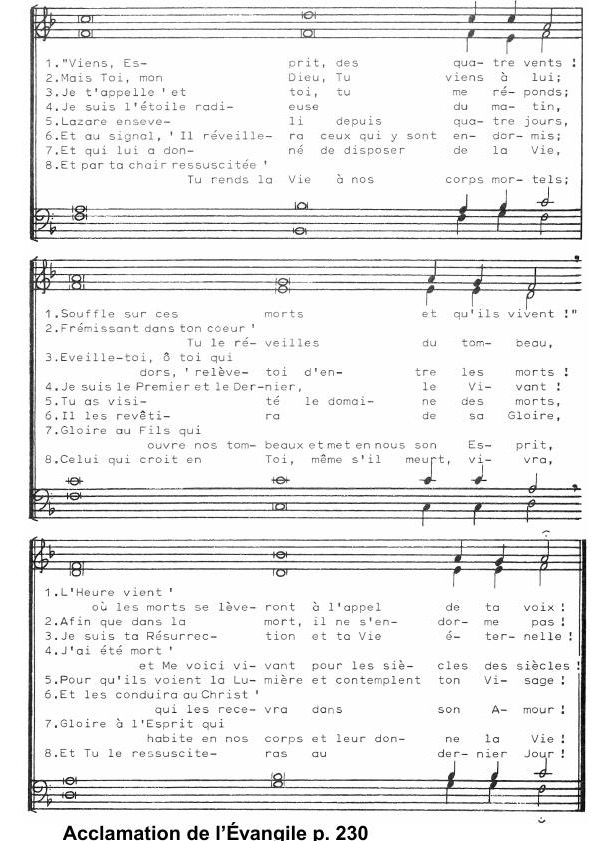 1."Viens, Es- prit, des qua- tre vents !
2.Mais Toi, mon Dieu, Tu viens à lui;
3.Je t'appelle ' et toi, tu me ré- ponds;
4.Je suis l'étoile radi- euse du ma- tin,
5.Lazare enseve- li depuis qua- tre jours,
6.Et au signal, ' Il réveille- ra ceux qui y sont en- dor- mis;
7.Et qui lui a don- né de disposer de la Vie,
8.Et par ta chair ressuscitée '
Tu rends la Vie à nos corps mor- tels;
1.Souffle sur ces morts et qu'ils vivent !"
2.Frémissant dans ton coeur '
Tu le ré- veilles du tom- beau,
3.Eveille-toi, ô toi qui
dors, ' relève- toi d'en- tre les morts !
4.Je suis le Premier et le Der-nier, le Vi- vant !
5.Tu as visi- té le domai- ne des morts,
6.Il les revêti- ra de sa Gloire,
7.Gloire au Fils qui
ouvre nos tom- beaux et met en nous son Es- prit,
8.Celui qui croit en Toi, même s'il meurt, vi- vra,
1.L'Heure vient '
où les morts se lève- ront à l'appel de ta voix !
2.Afin que dans la mort, il ne s'en- dor- me pas !
3.Je suis ta Résurrec- tion et ta Vie é- ter- nelle !
4.J'ai été mort '
et Me voici vi- vant pour les siè- cles des siècles !
5.Pour qu'ils voient la Lu- mière et contemplent ton Vi- sage !
6.Et les conduira au Christ '
qui les rece- vra dans son A- mour !
7.Gloire à l'Esprit qui
habite en nos corps et leur don- ne la Vie !
8.Et Tu le ressuscite- ras au der- nier Jour !
Acclamation de l'Évangile p. 230